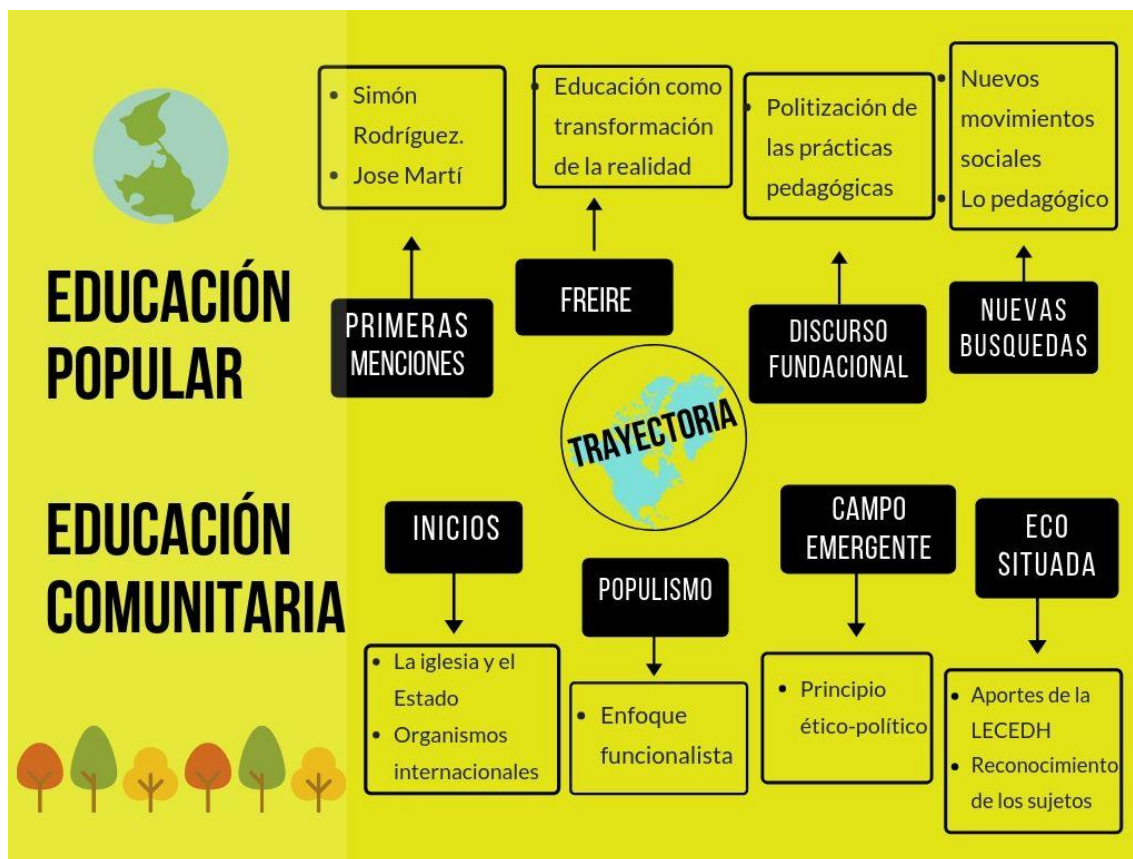 EDUCACIÓN
POPULAR
• Simón
Rodríguez.
• Jose Martí
PRIMERAS
MENCIONES
• Educación como
transformación
de la realidad
FREIRE
• Politización de
las prácticas
pedagógicas
DISCURSO
FUNDACIONAL
• Nuevos
movimientos
sociales
• Lo pedagógico
NUEVAS
BUSQUEDAS
TRAYECTORIA
EDUCACIÓN
COMUNITARIA
INICIOS
• La iglesia y el
Estado
• Organismos
internacionales
POPULISMO
• Enfoque
funcionalista
CAMPO
EMERGENTE
• Principio
ético-político
ECO
SITUADA
• Aportes de la
LECEDH
• Reconocimiento
de los sujetos